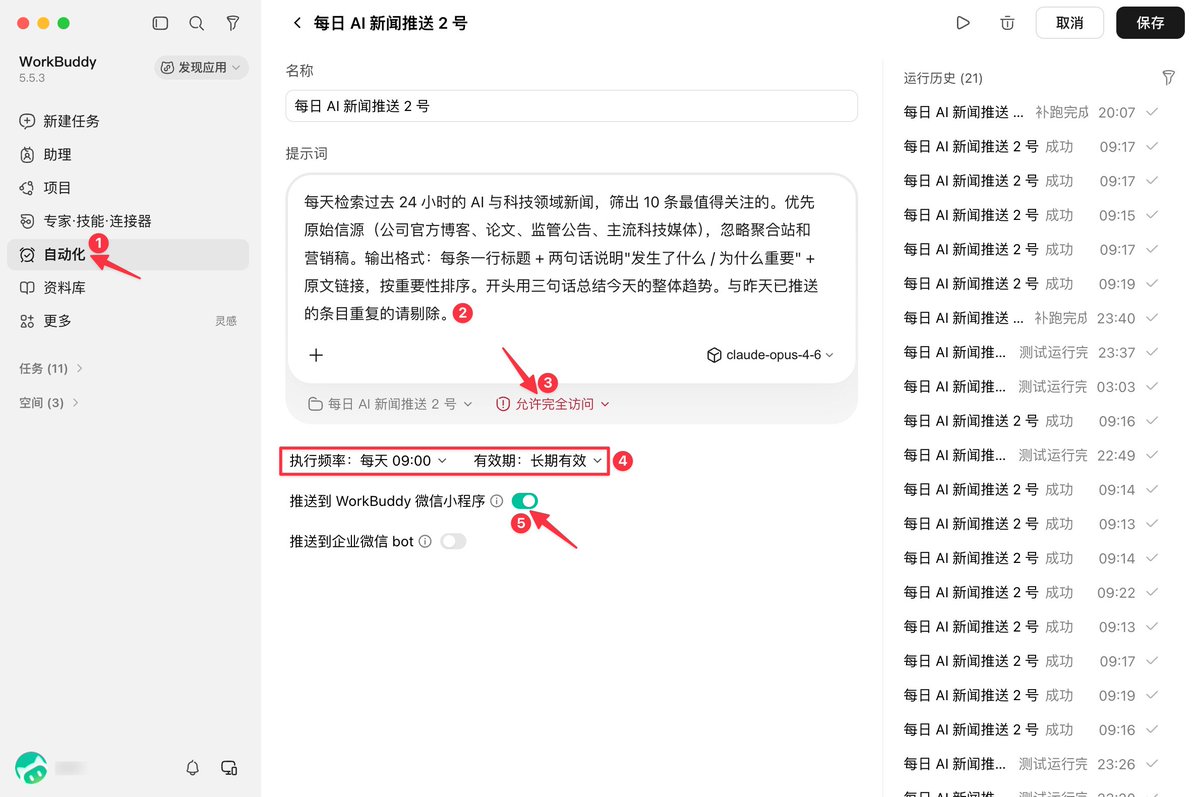 WorkBuddy
5.5.3
发现应用
新建任务
助理
项目
专家·技能·连接器
自动化
1
资料库
更多
灵感
任务 (11)
空间 (3)
每日 AI 新闻推送 2 号
取消
保存
名称
每日 AI 新闻推送 2 号
提示词
每天检索过去 24 小时的 AI 与科技领域新闻，筛出 10 条最值得关注的。优先
原始信源（公司官方博客、论文、监管公告、主流科技媒体），忽略聚合站和
营销稿。输出格式：每条一行标题 + 两句话说明"发生了什么 / 为什么重要" +
原文链接，按重要性排序。开头用三句话总结今天的整体趋势。与昨天已推送
的条目重复的请剔除。
2
claude-opus-4-6
3
每日 AI 新闻推送 2 号
允许完全访问
执行频率：每天 09:00 有效期：长期有效
4
推送到 WorkBuddy 微信小程序
5
推送到企业微信 bot
运行历史 (21)
每日 AI 新闻推送 ... 补跑完成 20:07
每日 AI 新闻推送 2 号 成功 09:17
每日 AI 新闻推送 2 号 成功 09:17
每日 AI 新闻推送 2 号 成功 09:15
每日 AI 新闻推送 2 号 成功 09:17
每日 AI 新闻推送 2 号 成功 09:19
每日 AI 新闻推送 ... 补跑完成 23:40
每日 AI 新闻推... 测试运行完 23:37
每日 AI 新闻推... 测试运行完 03:03
每日 AI 新闻推送 2 号 成功 09:16
每日 AI 新闻推... 测试运行完 22:49
每日 AI 新闻推送 2 号 成功 09:14
每日 AI 新闻推送 2 号 成功 09:13
每日 AI 新闻推送 2 号 成功 09:14
每日 AI 新闻推送 2 号 成功 09:22
每日 AI 新闻推送 2 号 成功 09:13
每日 AI 新闻推送 2 号 成功 09:17
每日 AI 新闻推送 2 号 成功 09:19
每日 AI 新闻推送 2 号 成功 09:16
每日 AI 新闻推... 测试运行完 23:26